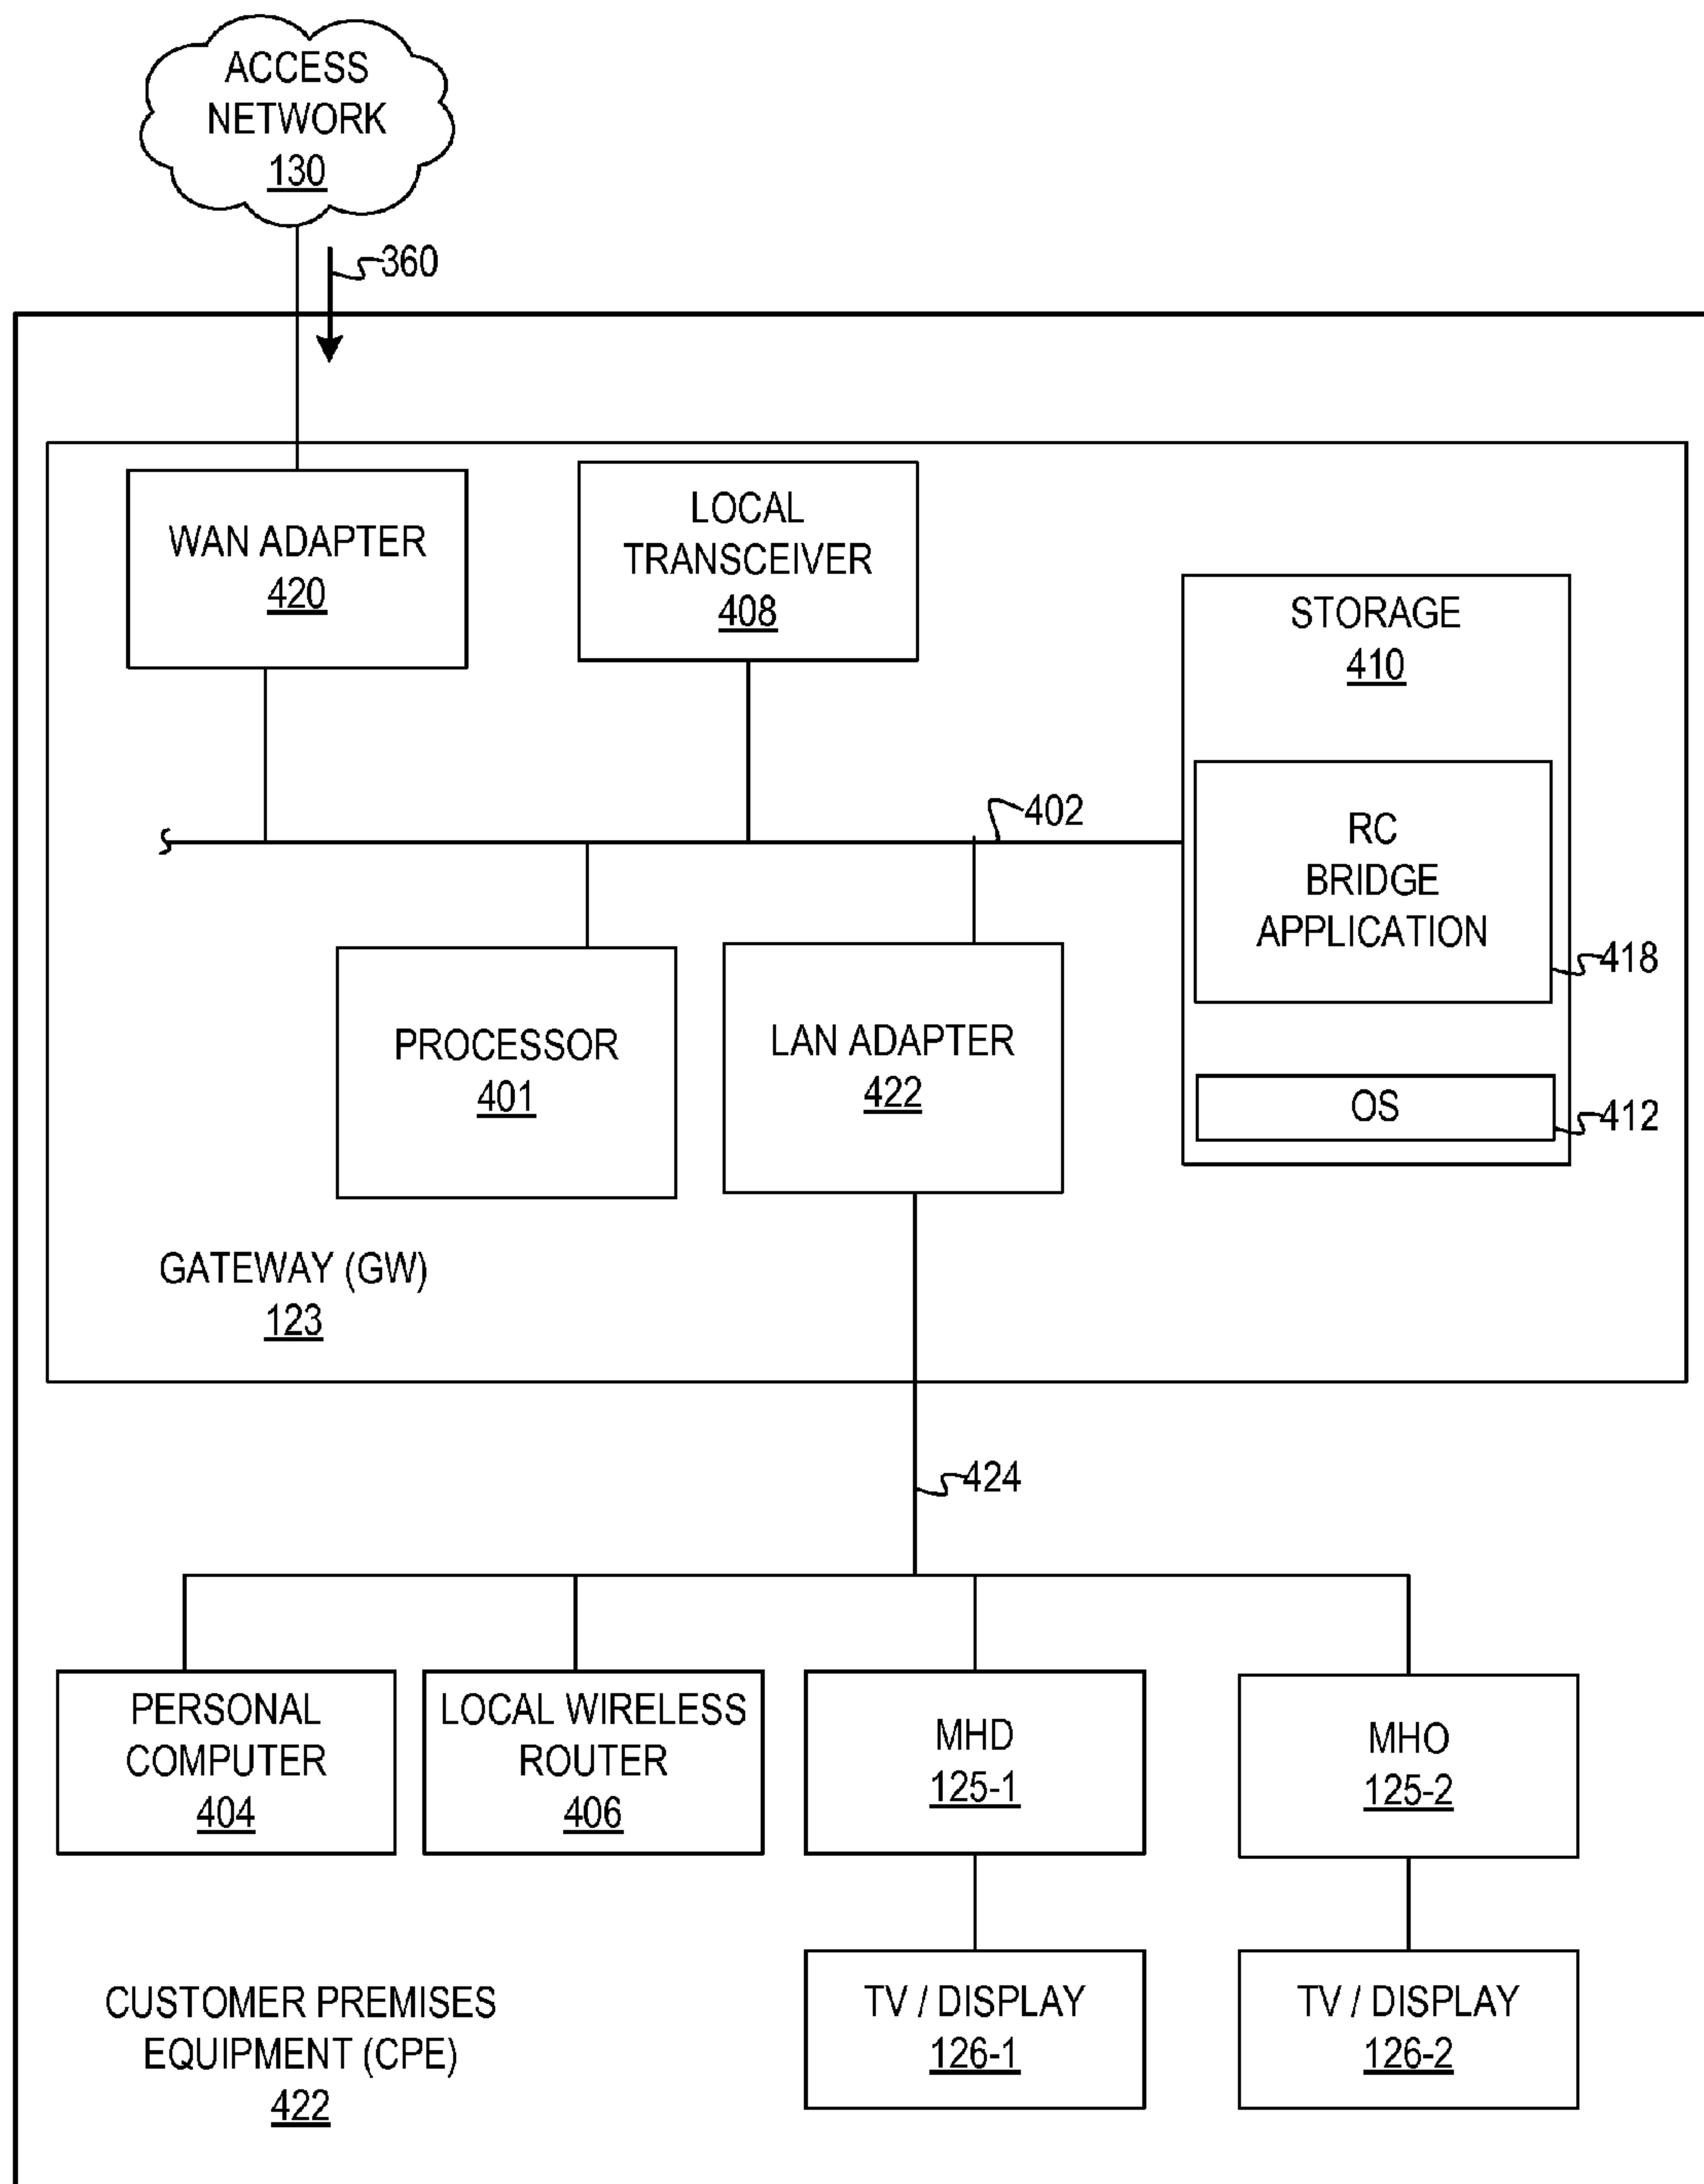 ACCESS
NETWORK
130
360
WAN ADAPTER
420
LOCAL
TRANSCEIVER
408
STORAGE
410
402
RC
BRIDGE
APPLICATION
418
PROCESSOR
401
LAN ADAPTER
422
OS
412
GATEWAY (GW)
123
424
PERSONAL
COMPUTER
404
LOCAL WIRELESS
ROUTER
406
MHD
125-1
MHO
125-2
CUSTOMER PREMISES
EQUIPMENT (CPE)
422
TV / DISPLAY
126-1
TV / DISPLAY
126-2